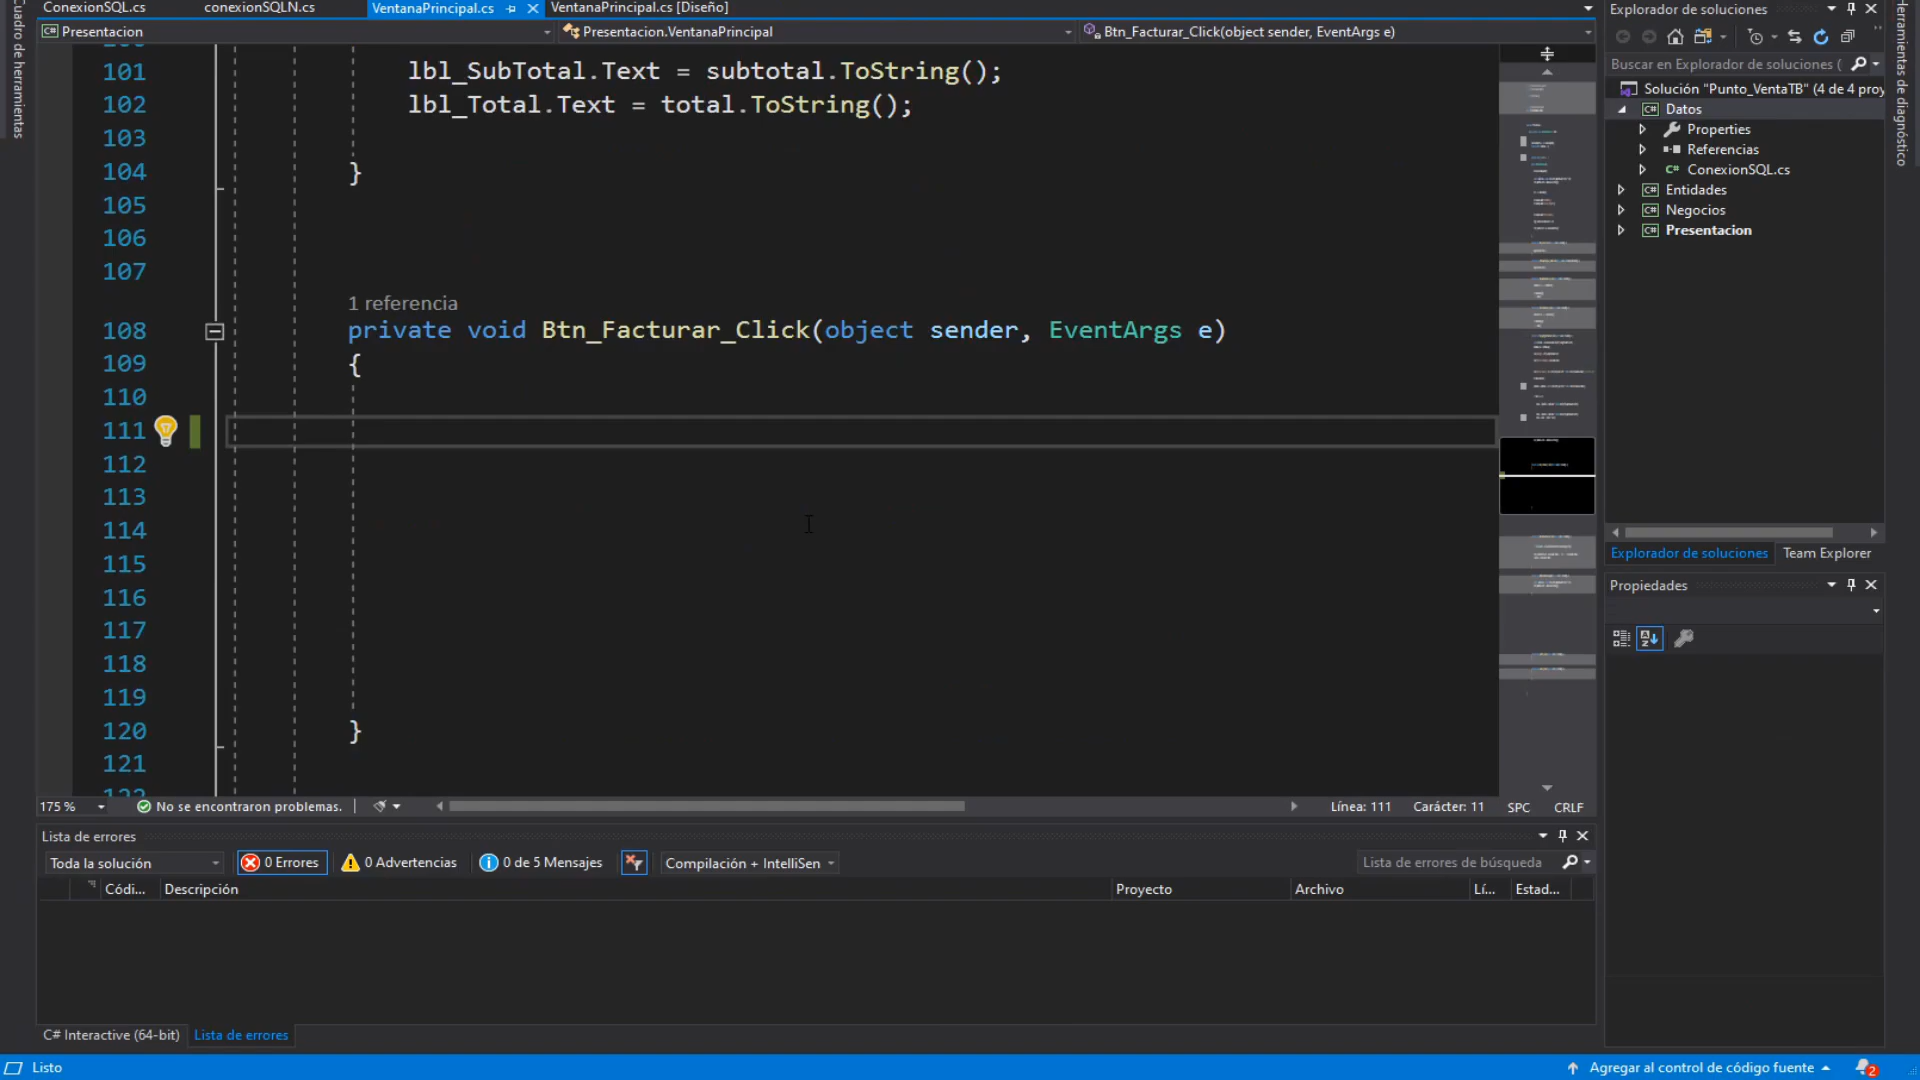 ConexionSQL.cs conexionSQLN.cs VentanaPrincipal.cs VentanaPrincipal.cs [Diseño]
Presentacion Presentacion.VentanaPrincipal Btn_Facturar_Click(object sender, EventArgs e)
101 lbl_SubTotal.Text = subtotal.ToString();
102 lbl_Total.Text = total.ToString();
103
104 }
105
106
107
1 referencia
108 private void Btn_Facturar_Click(object sender, EventArgs e)
109 {
110
111
112
113
114
115
116
117
118
119
120 }
121
175 % No se encontraron problemas. Línea: 111 Carácter: 11 SPC CRLF
Lista de errores
Toda la solución 0 Errores 0 Advertencias 0 de 5 Mensajes Compilación + IntelliSen Lista de errores de búsqueda
Códi... Descripción Proyecto Archivo Lí... Estad...
C# Interactive (64-bit) Lista de errores
Listo Agregar al control de código fuente 2
Cuadro de herramientas
Explorador de soluciones
Buscar en Explorador de soluciones (
Solución "Punto_VentaTB" (4 de 4 proy
Datos
Properties
Referencias
C# ConexionSQL.cs
Entidades
Negocios
Presentacion
Explorador de soluciones Team Explorer
Propiedades
Herramientas de diagnóstico